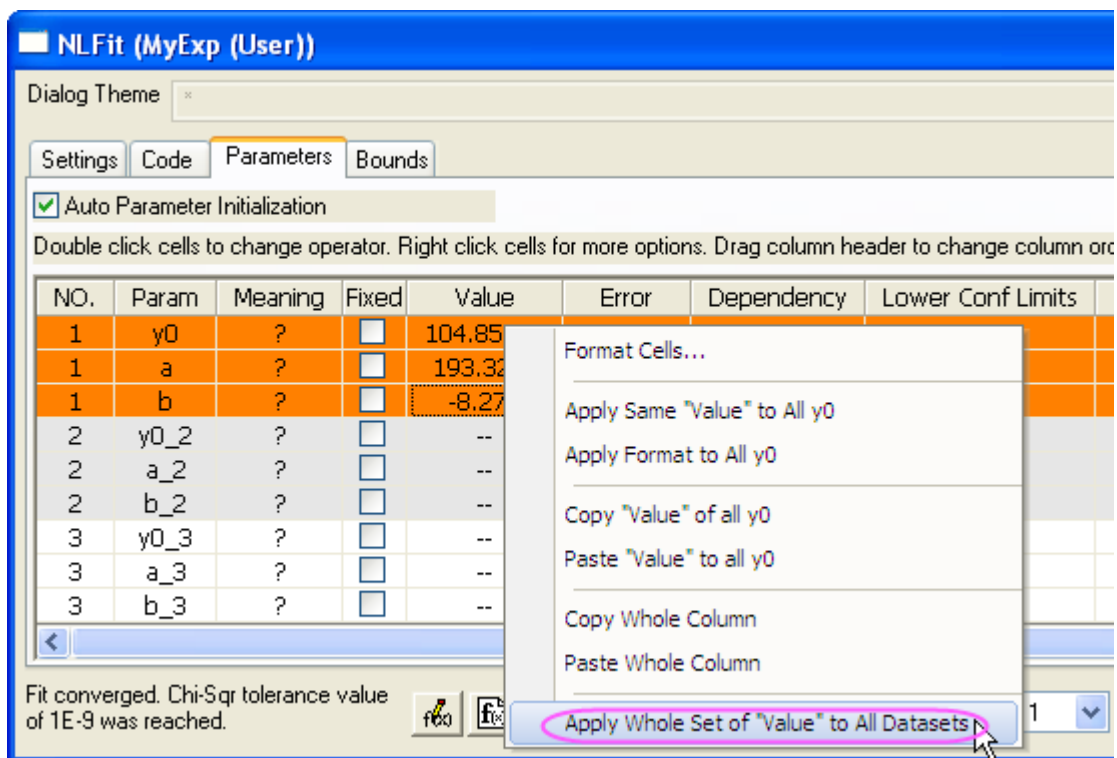 NLFit (MyExp (User))
Dialog Theme
Settings Code Parameters Bounds
Auto Parameter Initialization
Double click cells to change operator. Right click cells for more options. Drag column header to change column ord
NO. Param Meaning Fixed Value Error Dependency Lower Conf Limits
1 y0 ? 104.85
1 a ? 193.32
1 b ? -8.27
2 y0_2 ? --
2 a_2 ? --
2 b_2 ? --
3 y0_3 ? --
3 a_3 ? --
3 b_3 ? --
Format Cells...
Apply Same "Value" to All y0
Apply Format to All y0
Copy "Value" of all y0
Paste "Value" to all y0
Copy Whole Column
Paste Whole Column
Apply Whole Set of "Value" to All Datasets
Fit converged. Chi-Sqr tolerance value
of 1E-9 was reached.
f(x)
1